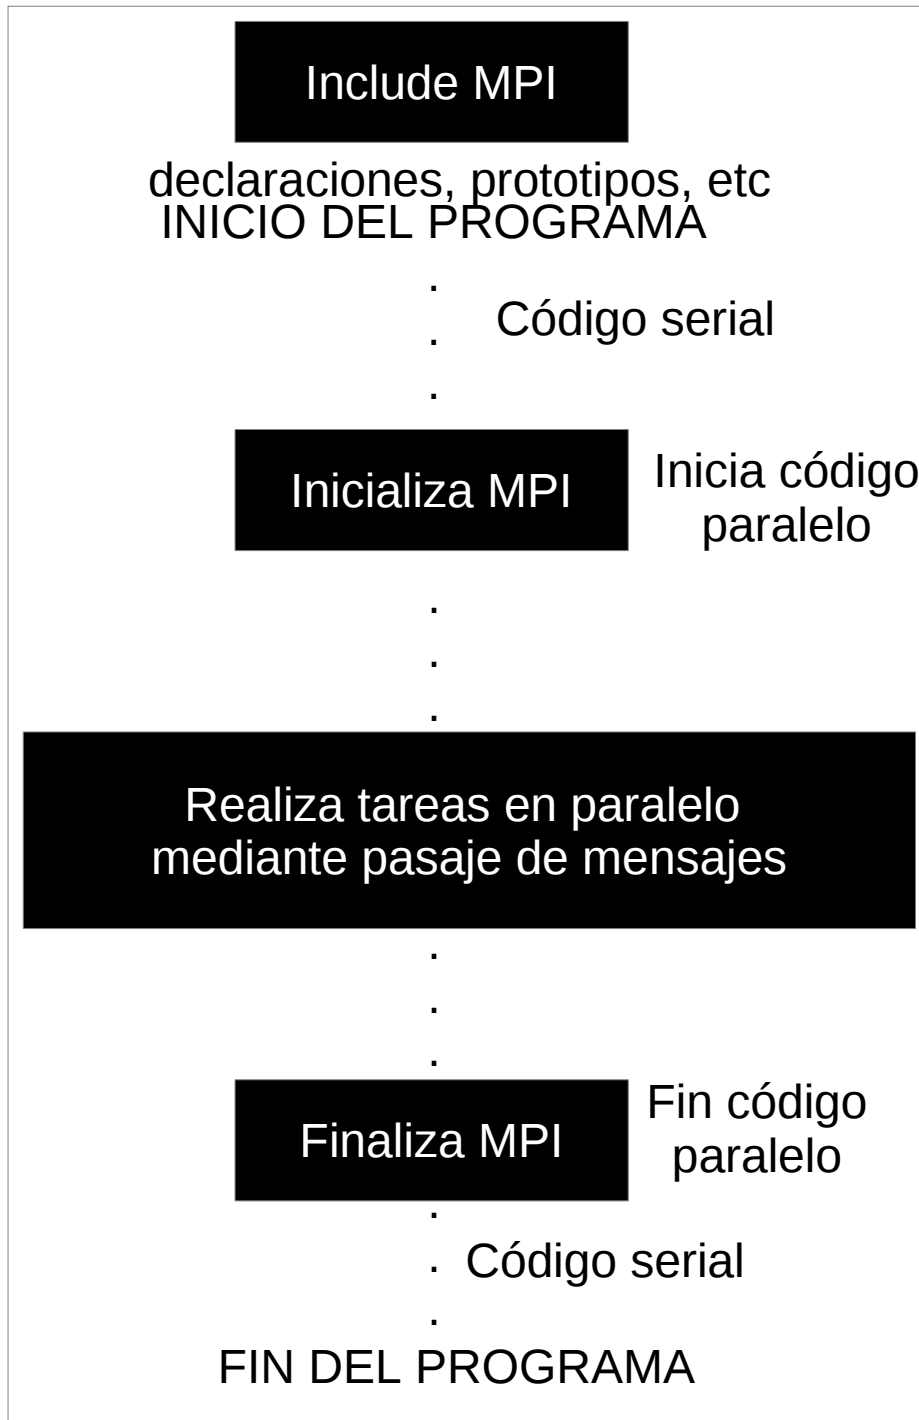 Include MPI
declaraciones, prototipos, etc
INICIO DEL PROGRAMA
.
Código serial
.
.
Inicializa MPI
Inicia código
paralelo
.
.
.
Realiza tareas en paralelo
mediante pasaje de mensajes
.
.
.
Finaliza MPI
Fin código
paralelo
.
. Código serial
.
FIN DEL PROGRAMA